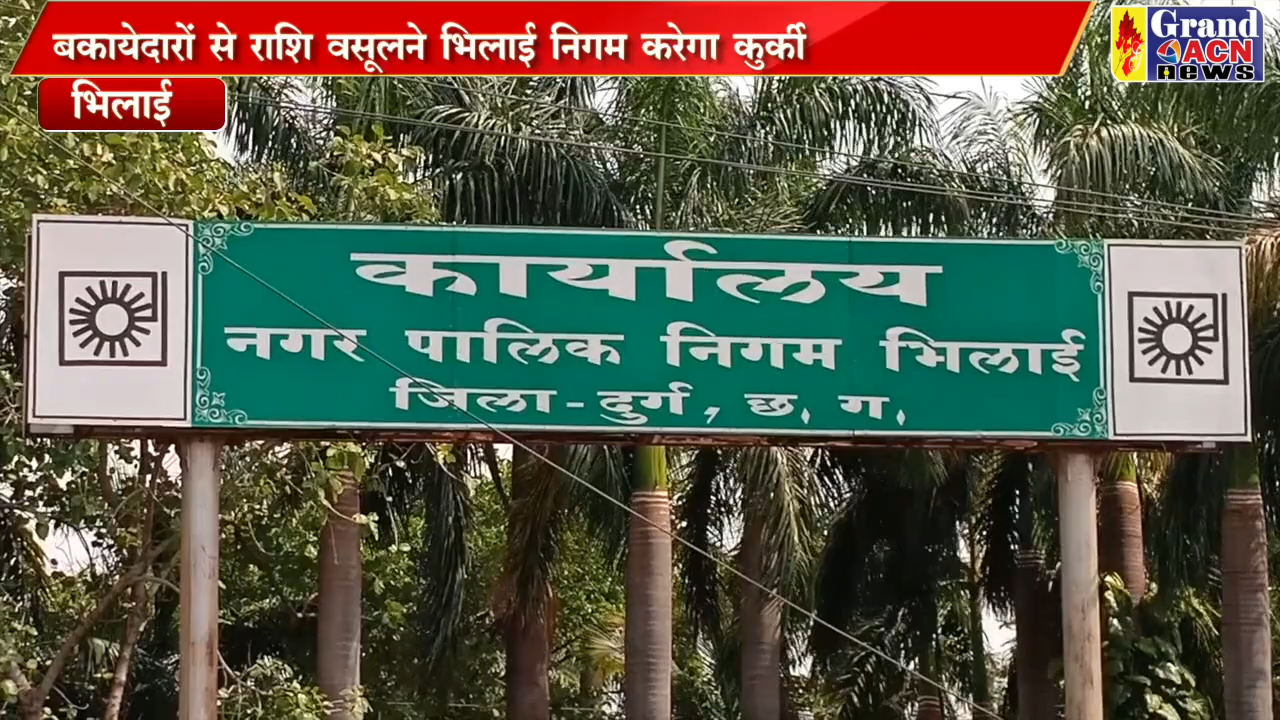 बकायेदारों से राशि वसूलने भिलाई निगम करेगा कुर्की
Grand
ACN
news
भिलाई
कार्यालय
नगर पालिक निगम भिलाई
जिला - दुर्ग , छ. ग.